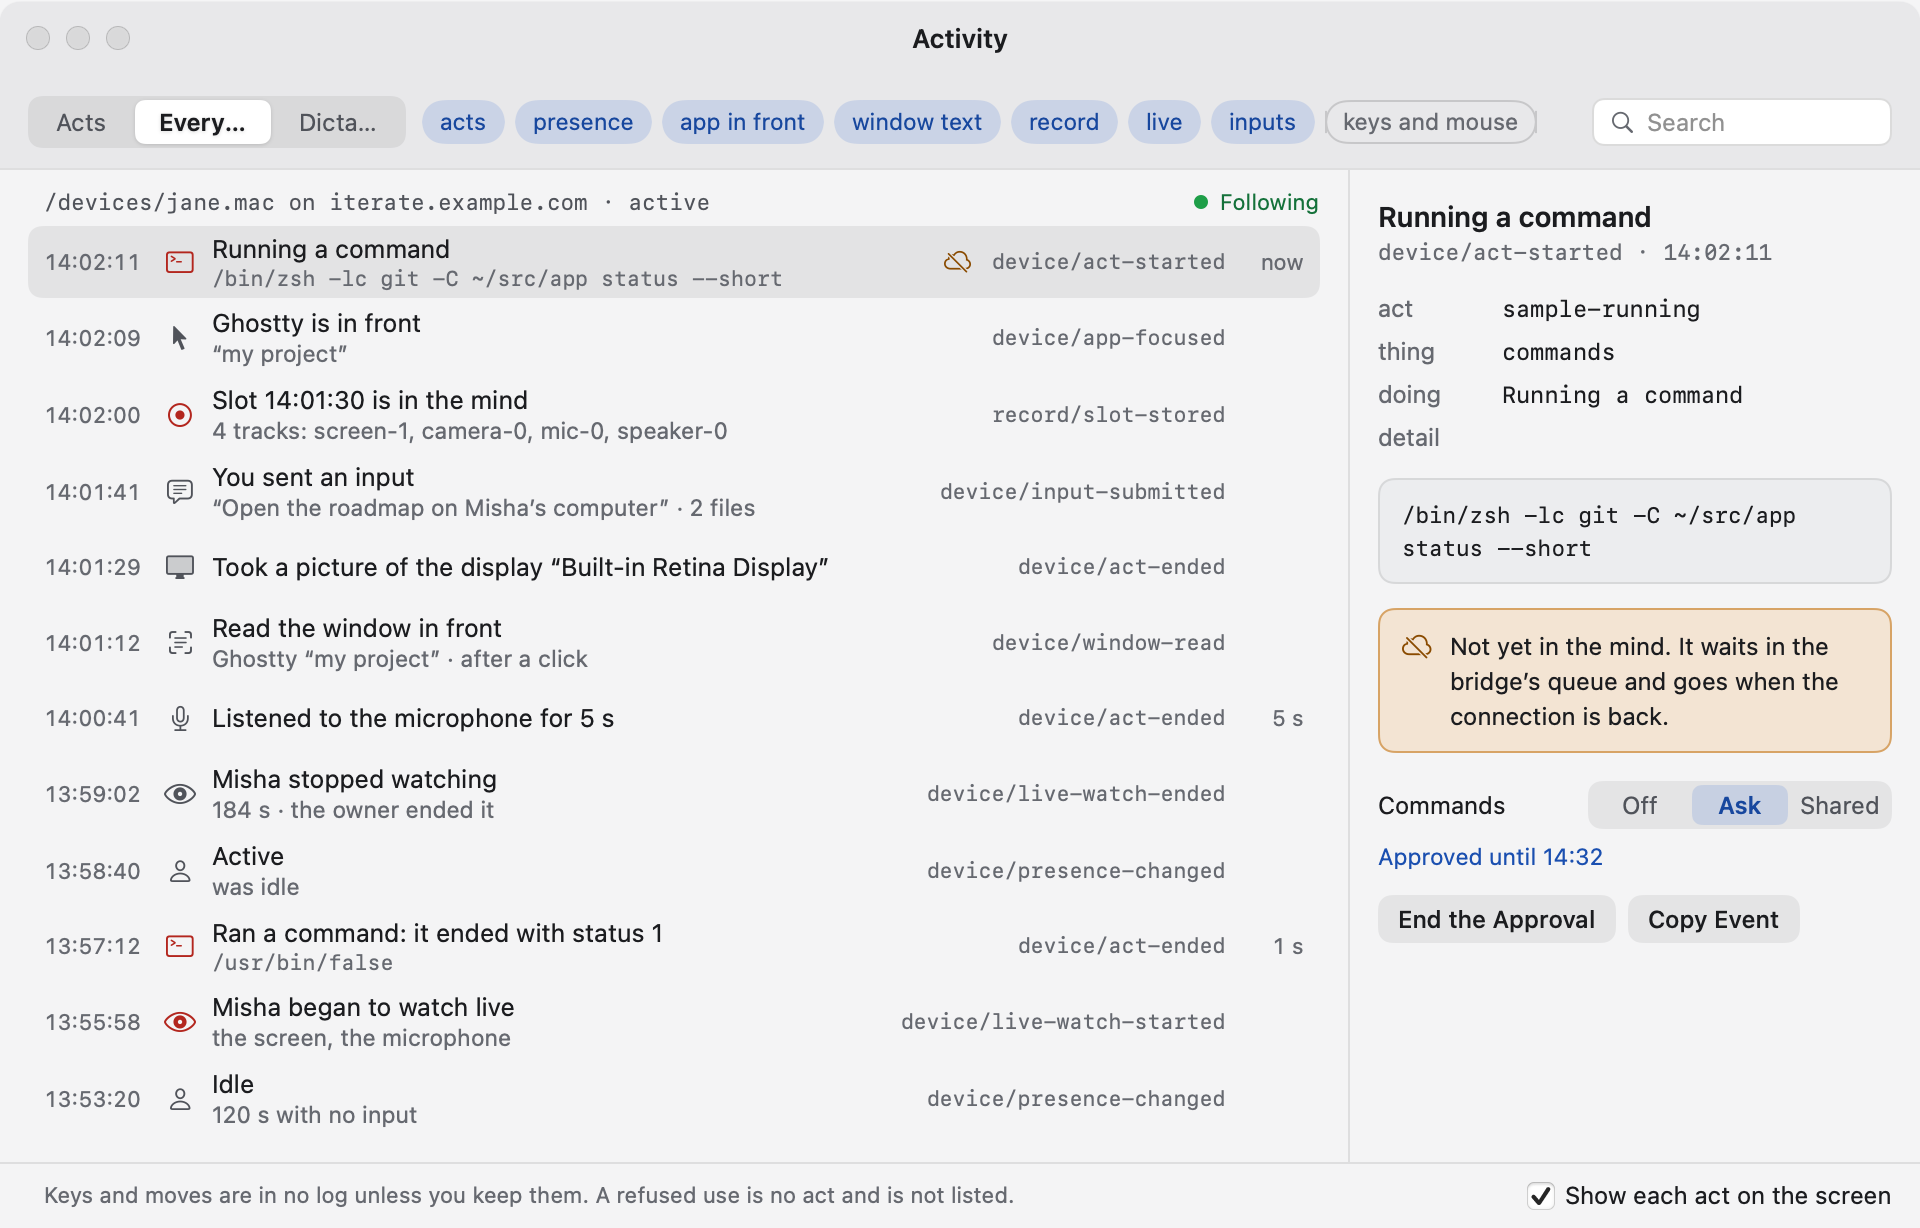 Activity
Acts
Every...
Dicta...
acts
presence
app in front
window text
record
live
inputs
keys and mouse
Search
/devices/jane.mac on iterate.example.com · active
Following
14:02:11
Running a command
/bin/zsh -lc git -C ~/src/app status --short
device/act-started
now
14:02:09
Ghostty is in front
“my project”
device/app-focused
14:02:00
Slot 14:01:30 is in the mind
4 tracks: screen-1, camera-0, mic-0, speaker-0
record/slot-stored
14:01:41
You sent an input
“Open the roadmap on Misha’s computer” · 2 files
device/input-submitted
14:01:29
Took a picture of the display “Built-in Retina Display”
device/act-ended
14:01:12
Read the window in front
Ghostty “my project” · after a click
device/window-read
14:00:41
Listened to the microphone for 5 s
device/act-ended
5 s
13:59:02
Misha stopped watching
184 s · the owner ended it
device/live-watch-ended
13:58:40
Active
was idle
device/presence-changed
13:57:12
Ran a command: it ended with status 1
/usr/bin/false
device/act-ended
1 s
13:55:58
Misha began to watch live
the screen, the microphone
device/live-watch-started
13:53:20
Idle
120 s with no input
device/presence-changed
Running a command
device/act-started · 14:02:11
act sample-running
thing commands
doing Running a command
detail
/bin/zsh -lc git -C ~/src/app
status --short
Not yet in the mind. It waits in the
bridge’s queue and goes when the
connection is back.
Commands
Off
Ask
Shared
Approved until 14:32
End the Approval
Copy Event
Keys and moves are in no log unless you keep them. A refused use is no act and is not listed.
Show each act on the screen